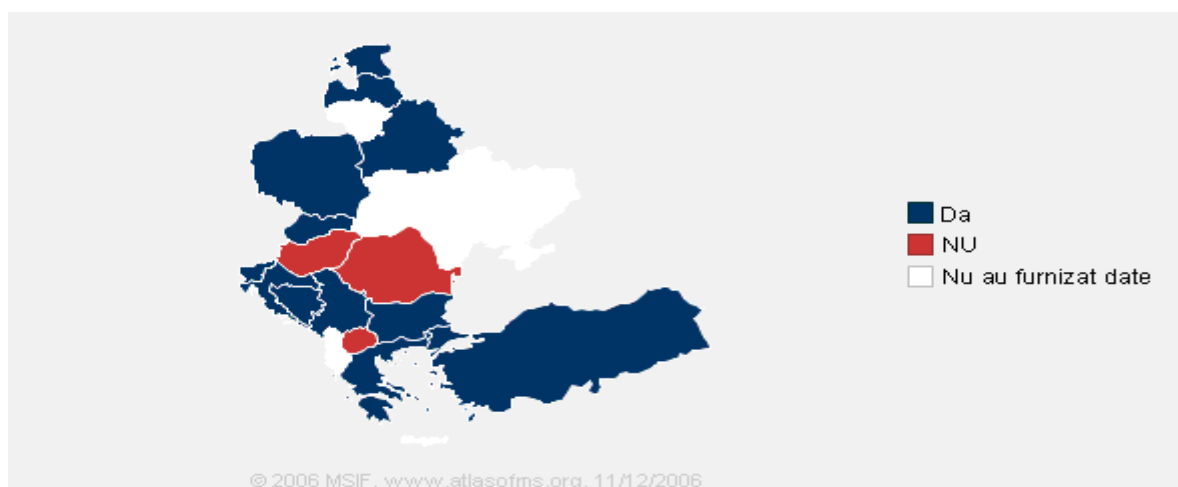 Da
NU
Nu au furnizat date
© 2006 MSIF, www.atlasofms.org, 11/12/2006